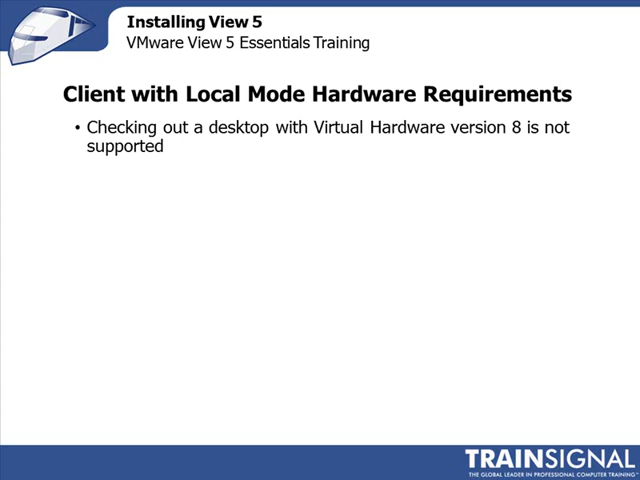 Installing View 5
VMware View 5 Essentials Training
Client with Local Mode Hardware Requirements
• Checking out a desktop with Virtual Hardware version 8 is not
supported
TRAINSIGNAL
THE GLOBAL LEADER IN PROFESSIONAL COMPUTER TRAINING™